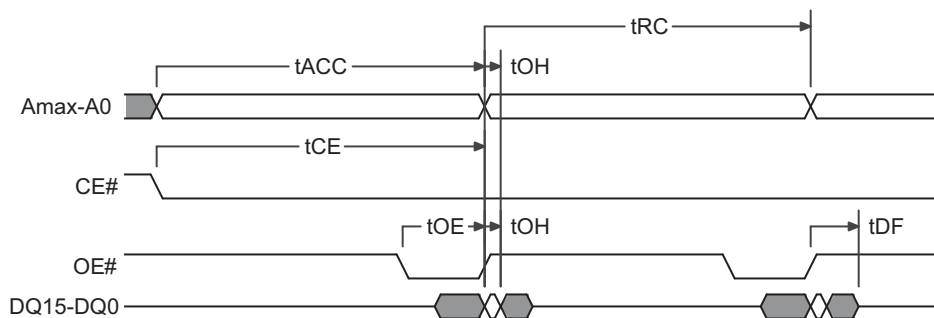 tRC
tACC
tOH
Amax-A0
tCE
CE#
tOE
tOH
tDF
OE#
DQ15-DQ0